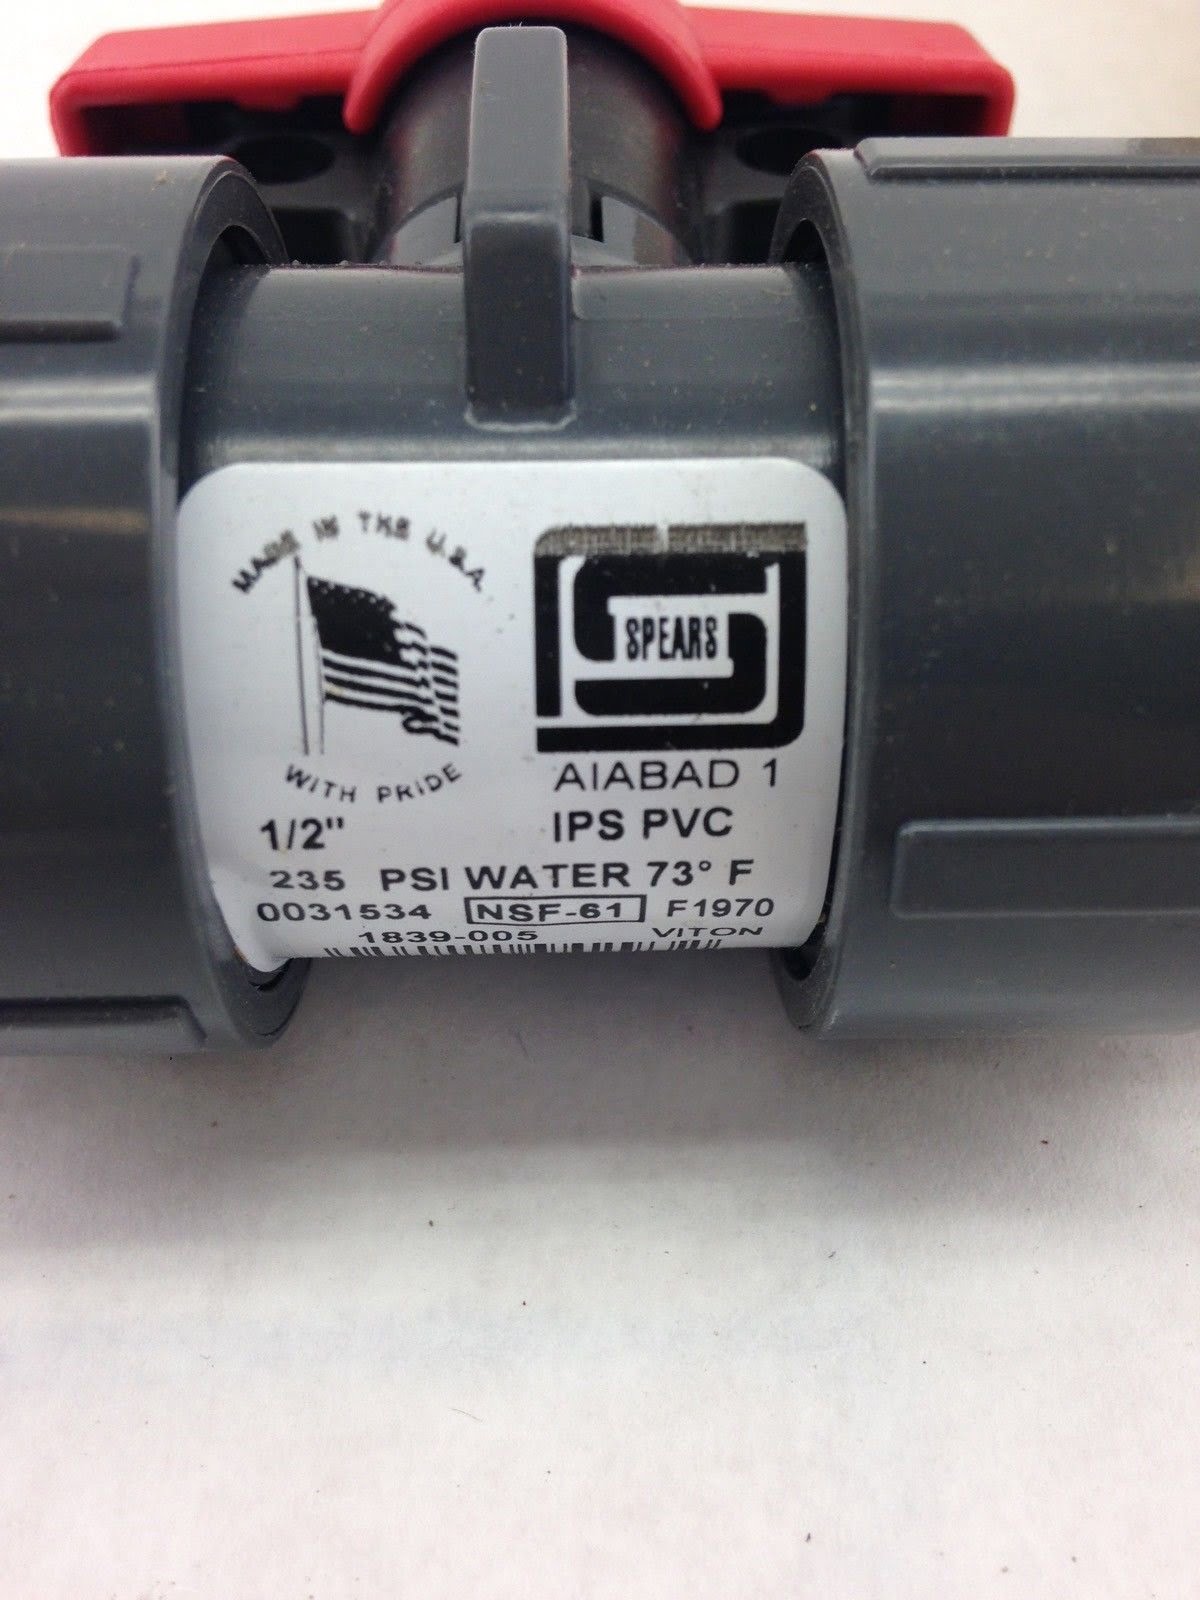 MADE IN THE U.S.A.
WITH PRIDE
SPEARS
AIABAD 1
1/2" IPS PVC
235 PSI WATER 73° F
0031534 NSF-61 F1970
1839-005 VITON